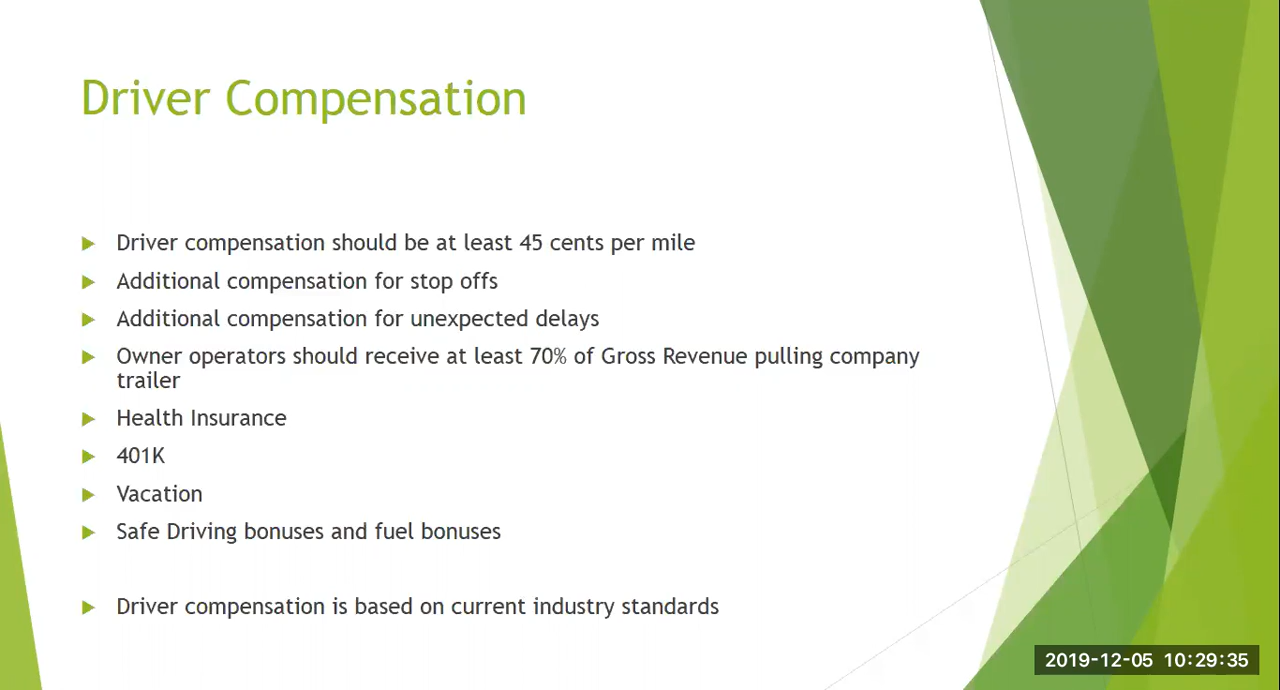 Driver Compensation
Driver compensation should be at least 45 cents per mile
Additional compensation for stop offs
Additional compensation for unexpected delays
Owner operators should receive at least 70% of Gross Revenue pulling company
trailer
Health Insurance
401K
Vacation
Safe Driving bonuses and fuel bonuses
Driver compensation is based on current industry standards
2019-12-05 10:29:35